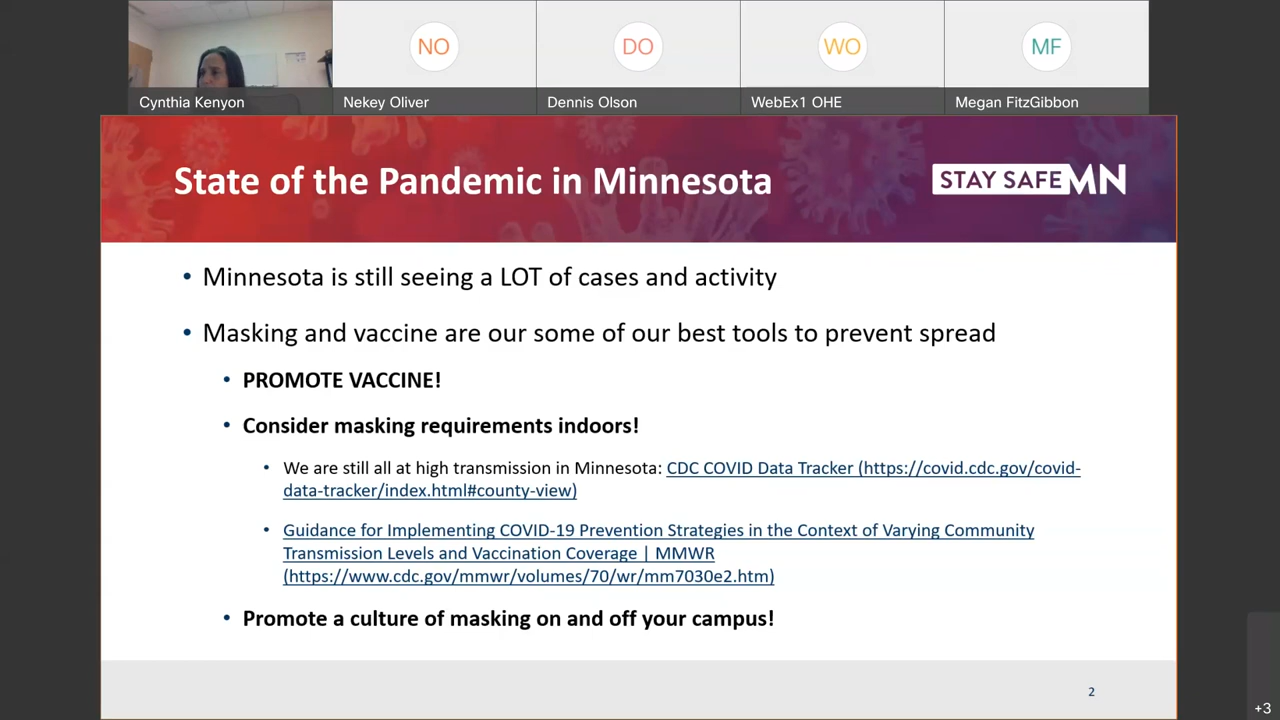 NO
DO
WO
MF
Cynthia Kenyon
Nekey Oliver
Dennis Olson
WebEx1 OHE
Megan FitzGibbon
State of the Pandemic in Minnesota
STAY SAFE MN
• Minnesota is still seeing a LOT of cases and activity
• Masking and vaccine are our some of our best tools to prevent spread
• PROMOTE VACCINE!
• Consider masking requirements indoors!
• We are still all at high transmission in Minnesota: CDC COVID Data Tracker (https://covid.cdc.gov/covid-
data-tracker/index.html#county-view)
• Guidance for Implementing COVID-19 Prevention Strategies in the Context of Varying Community
Transmission Levels and Vaccination Coverage | MMWR
(https://www.cdc.gov/mmwr/volumes/70/wr/mm7030e2.htm)
• Promote a culture of masking on and off your campus!
2
+3